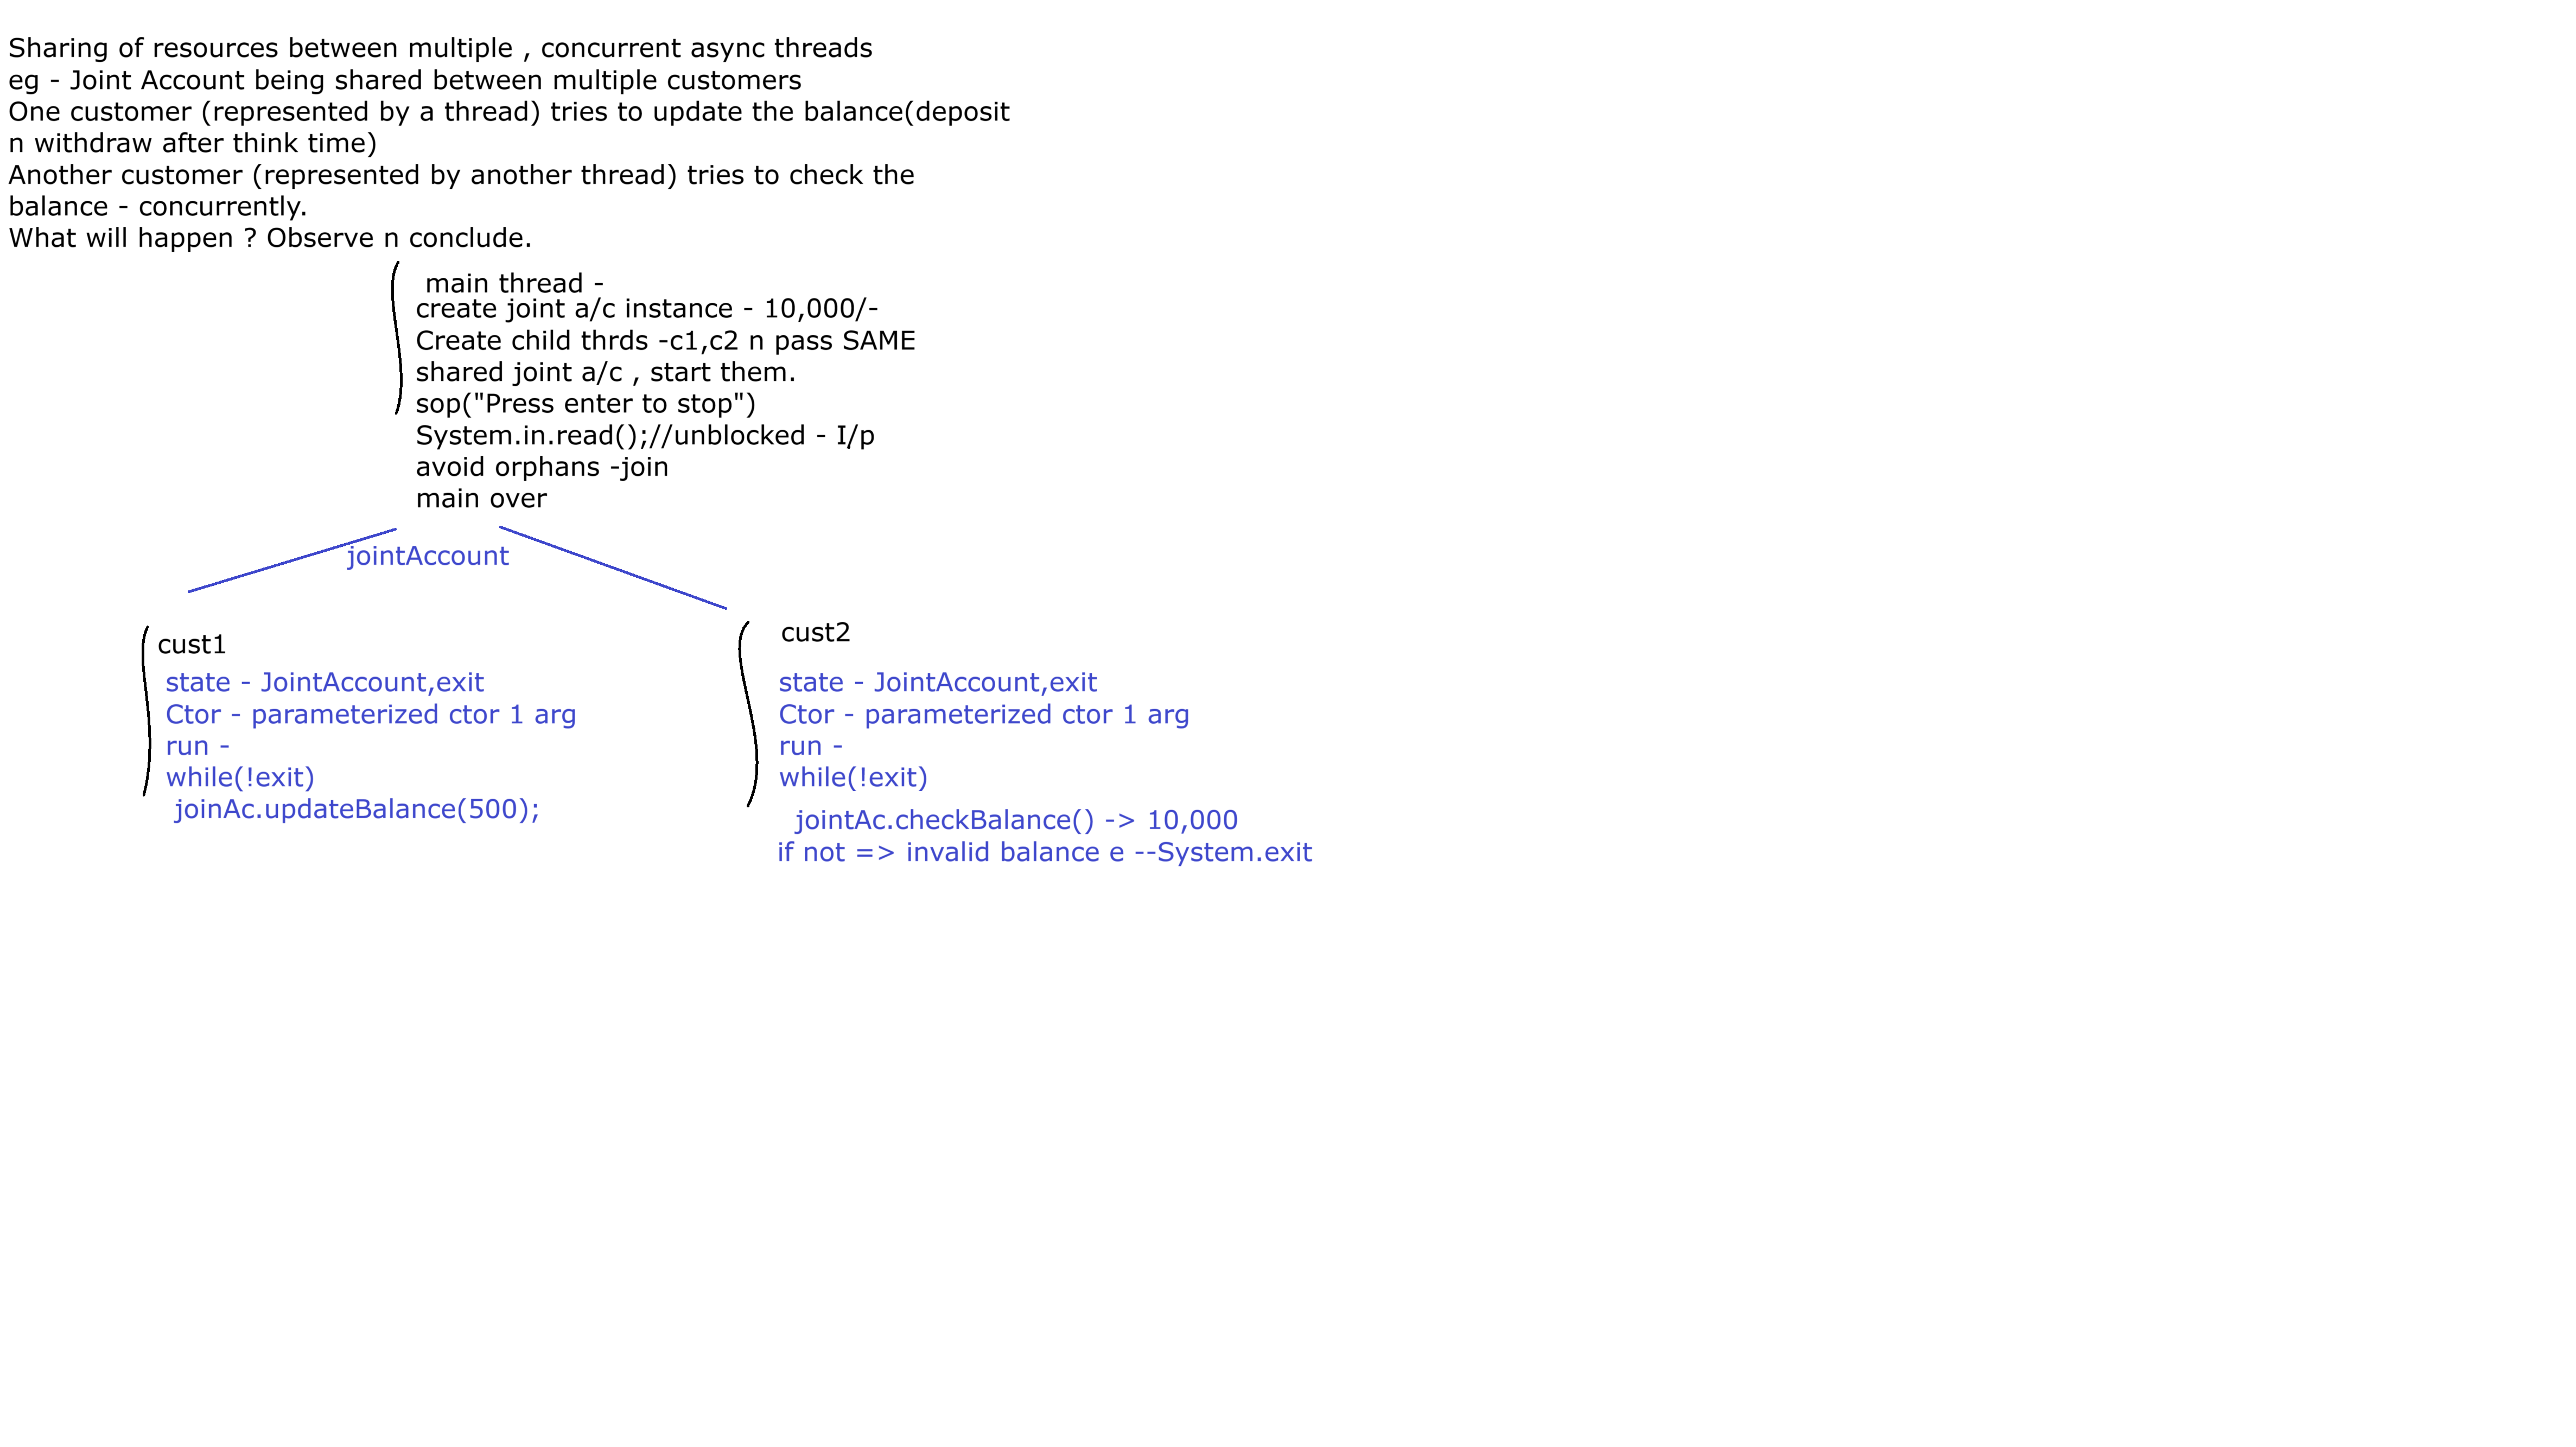 Sharing of resources between multiple , concurrent async threads
eg - Joint Account being shared between multiple customers
One customer (represented by a thread) tries to update the balance(deposit
n withdraw after think time)
Another customer (represented by another thread) tries to check the
balance - concurrently.
What will happen ? Observe n conclude.
main thread -
create joint a/c instance - 10,000/-
Create child thrds -c1,c2 n pass SAME
shared joint a/c , start them.
sop("Press enter to stop")
System.in.read();//unblocked - I/p
avoid orphans -join
main over
jointAccount
cust1
state - JointAccount,exit
Ctor - parameterized ctor 1 arg
run -
while(!exit)
joinAc.updateBalance(500);
cust2
state - JointAccount,exit
Ctor - parameterized ctor 1 arg
run -
while(!exit)
jointAc.checkBalance() -> 10,000
if not => invalid balance e --System.exit